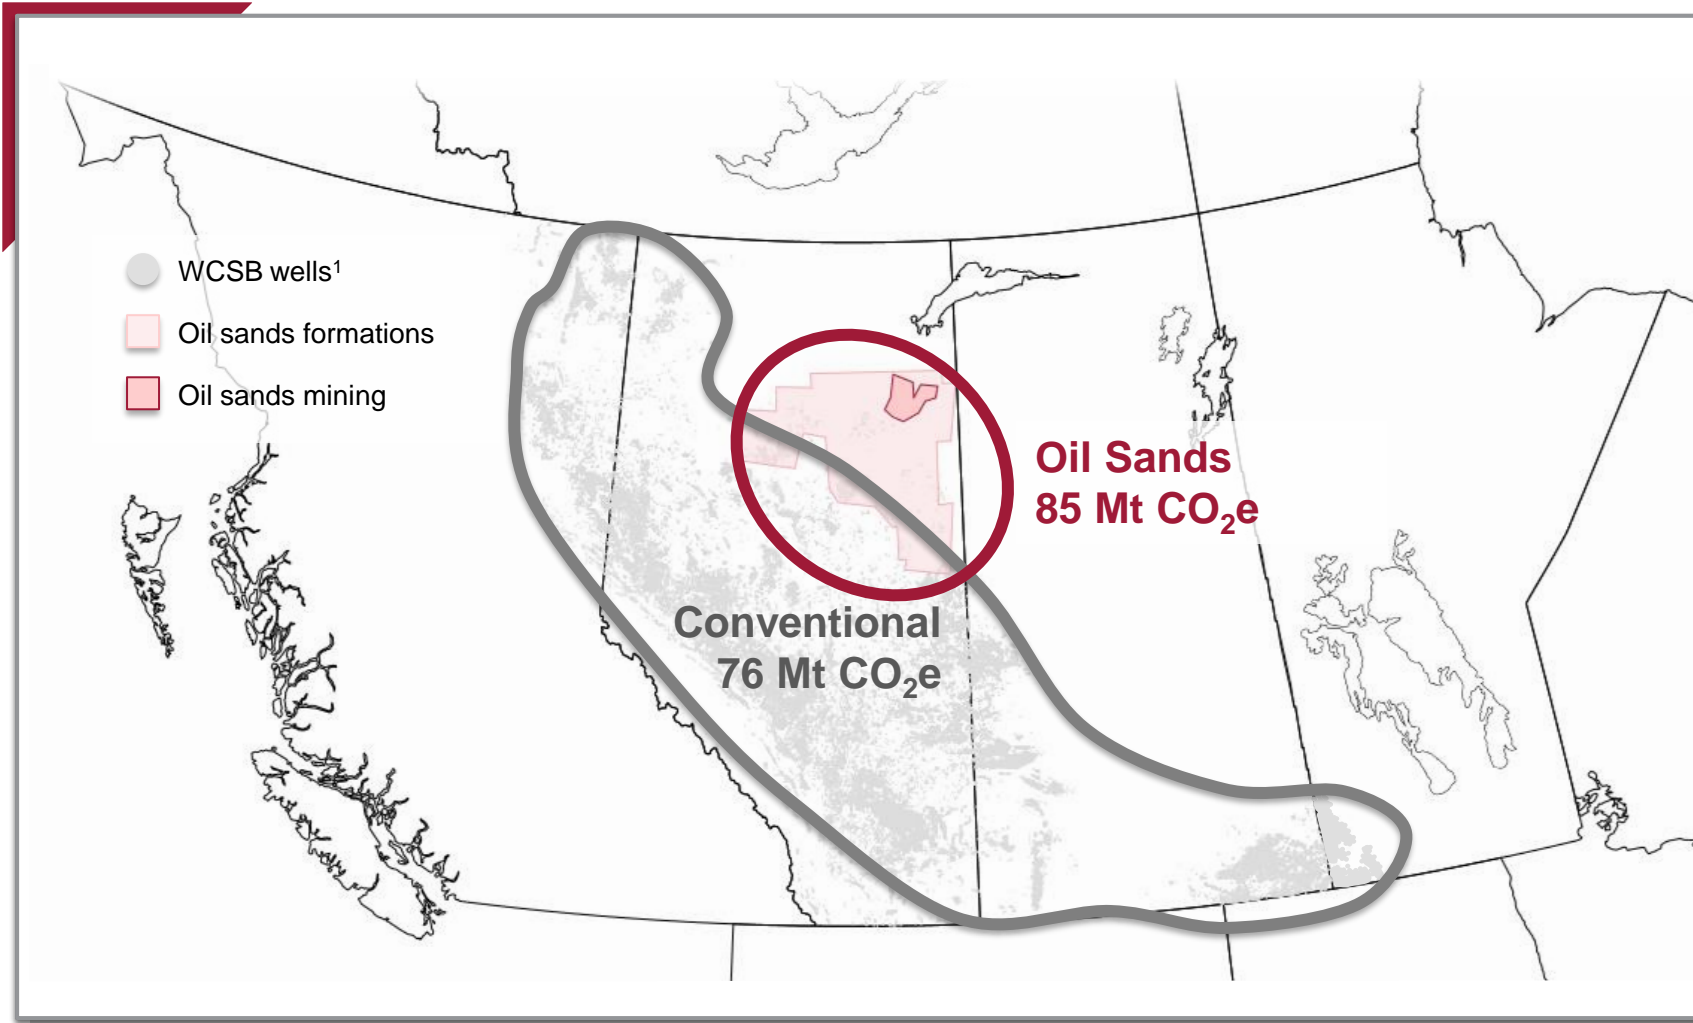 WCSB wells¹
Oil sands formations
Oil sands mining
Oil Sands
85 Mt CO₂e
Conventional
76 Mt CO₂e